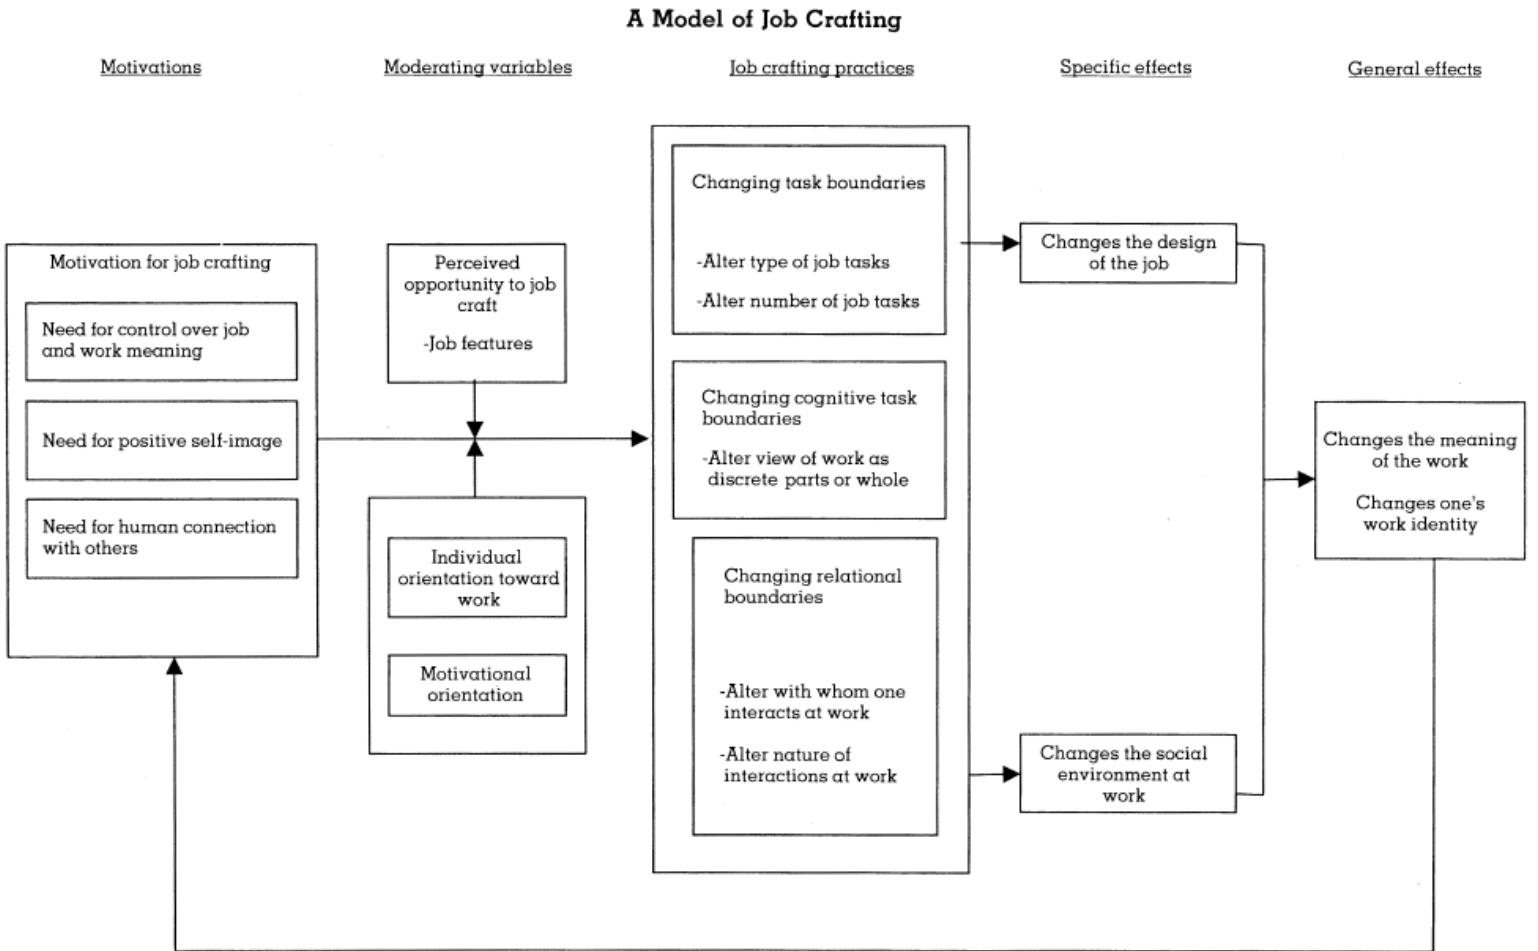 A Model of Job Crafting
Motivations
Moderating variables
Job crafting practices
Specific effects
General effects
Motivation for job crafting
Need for control over job
and work meaning
Need for positive self-image
Need for human connection
with others
Perceived
opportunity to job
craft
-Job features
Individual
orientation toward
work
Motivational
orientation
Changing task boundaries
-Alter type of job tasks
-Alter number of job tasks
Changing cognitive task
boundaries
-Alter view of work as
discrete parts or whole
Changing relational
boundaries
-Alter with whom one
interacts at work
-Alter nature of
interactions at work
Changes the design
of the job
Changes the social
environment at
work
Changes the meaning
of the work
Changes one's
work identity